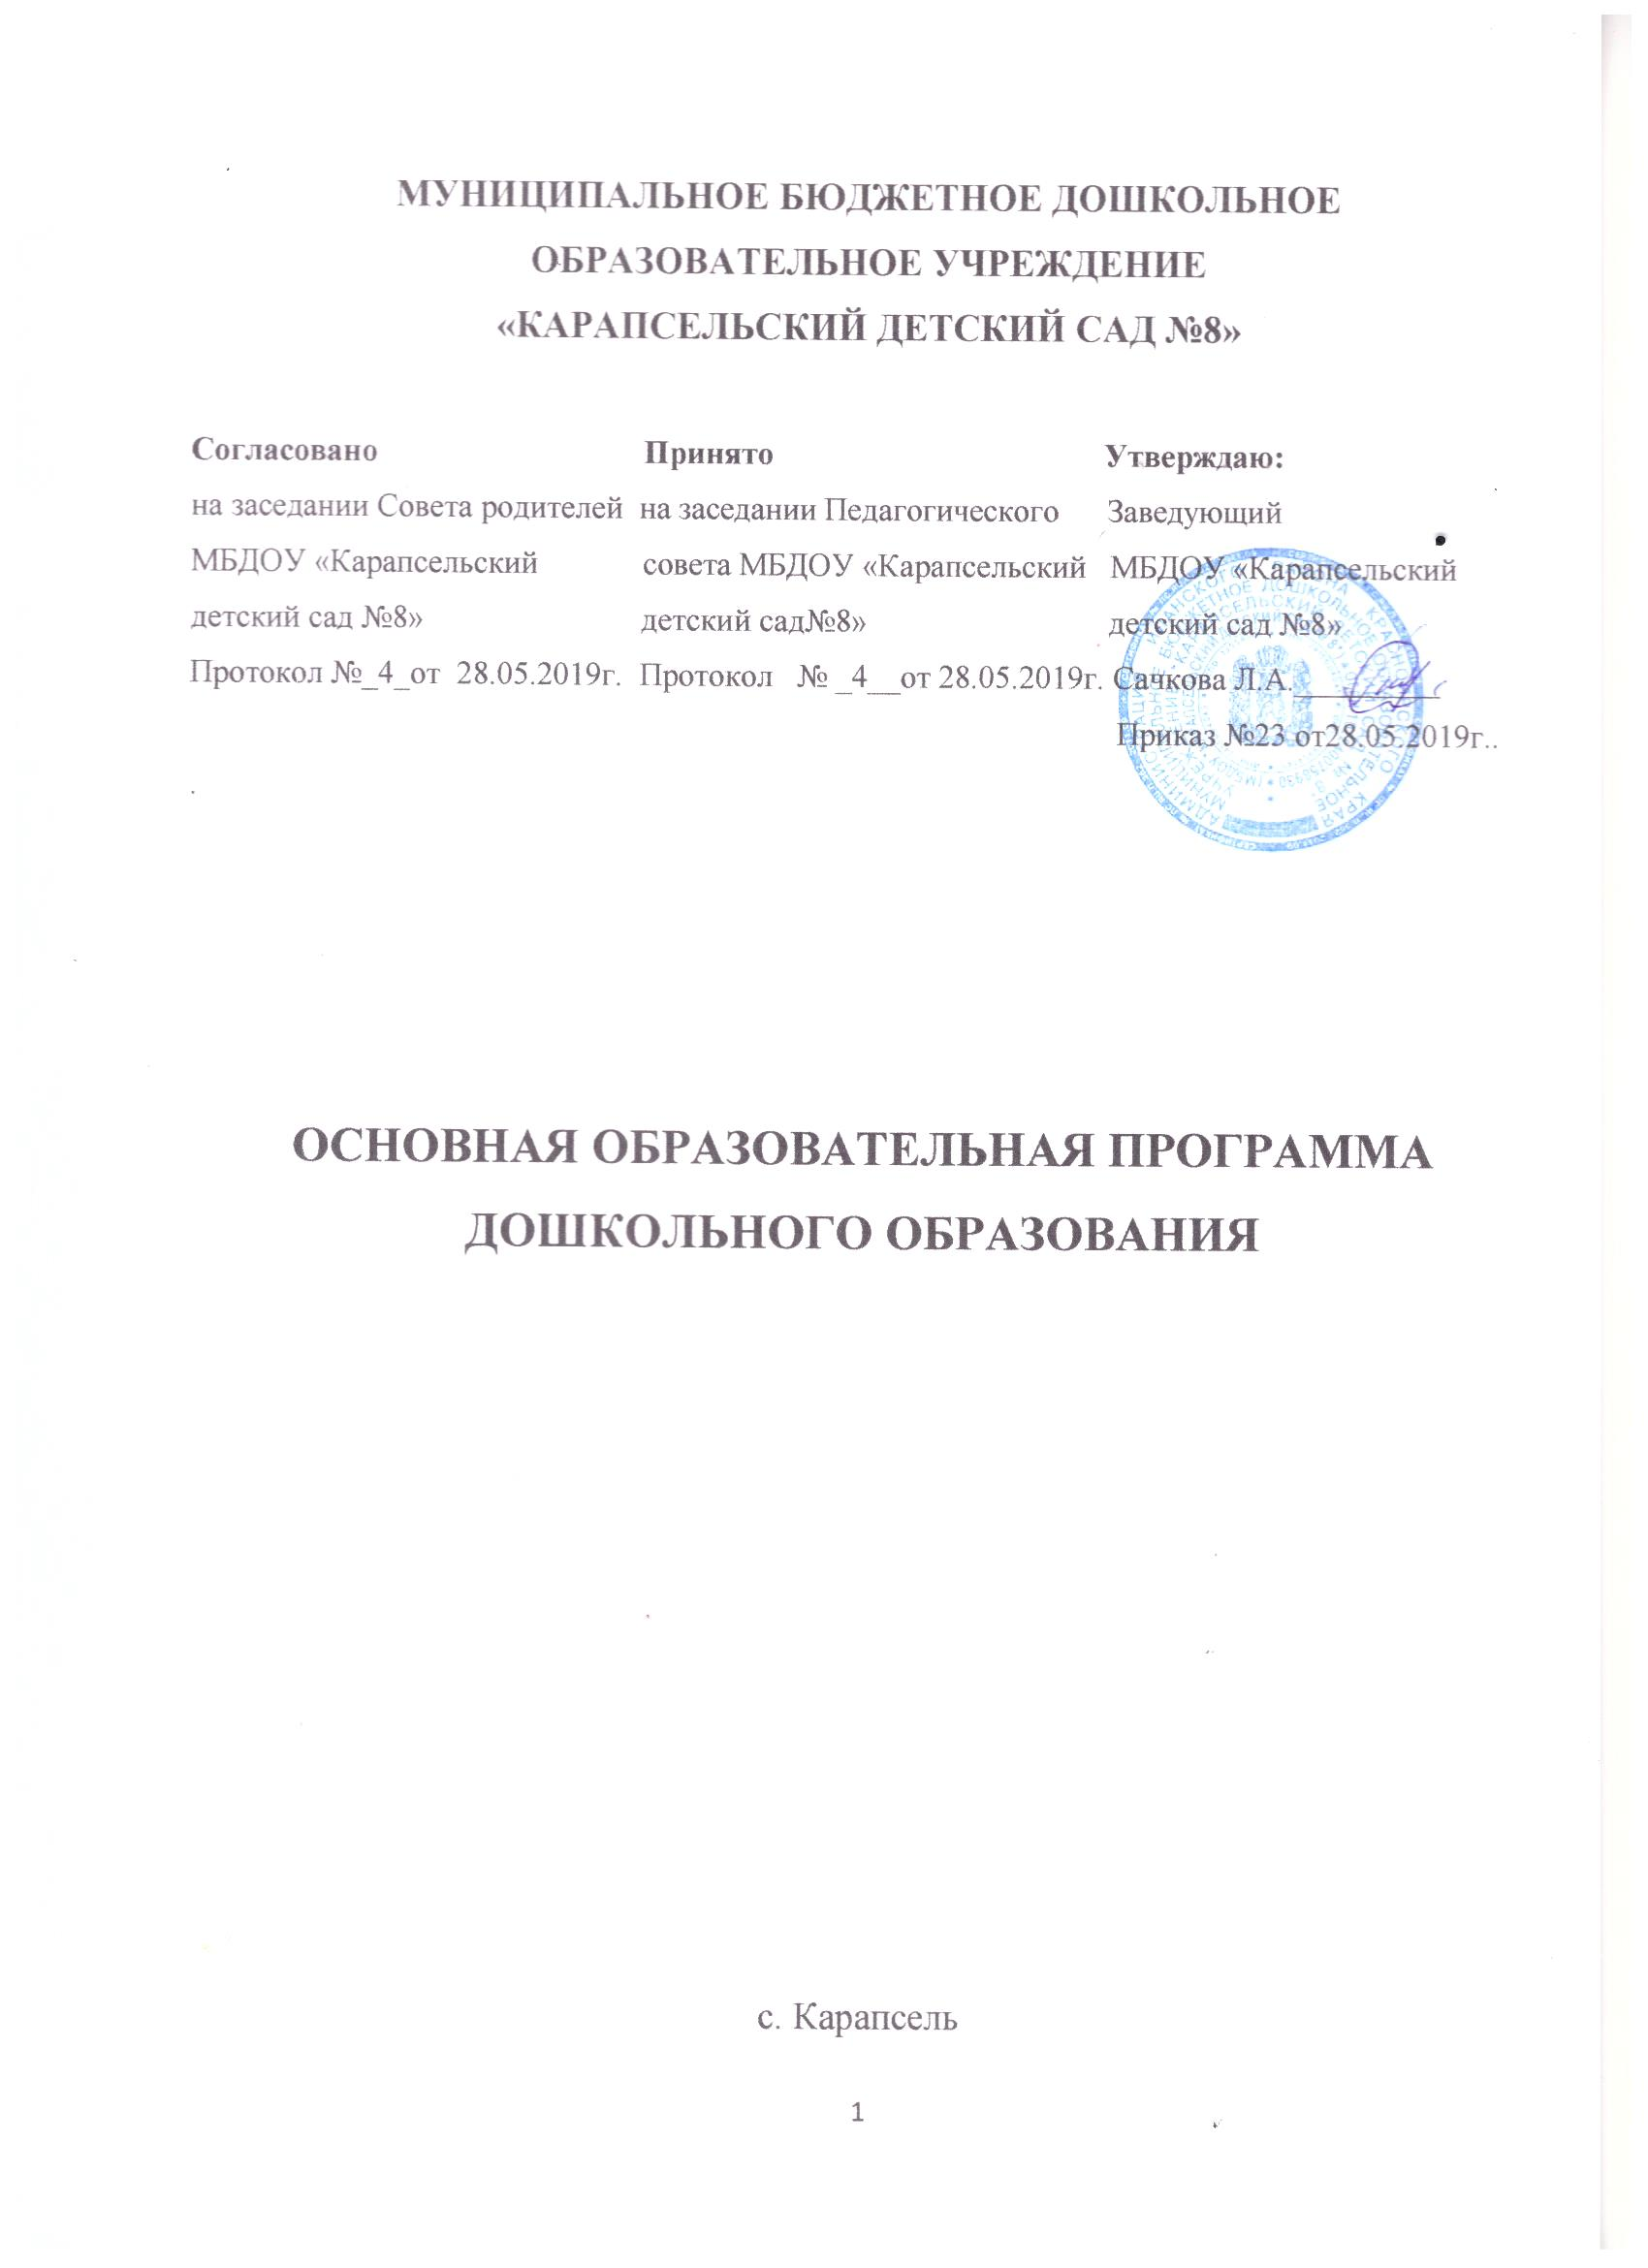 МУНИЦИПАЛЬНОЕ БЮДЖЕТНОЕ ДОШКОЛЬНОЕ
ОБРАЗОВАТЕЛЬНОЕ УЧРЕЖДЕНИЕ
«КАРАПСЕЛЬСКИЙ ДЕТСКИЙ САД №8»
Согласовано
на заседании Совета родителей
МБДОУ «Карапсельский
детский сад №8»
Протокол №_4_от 28.05.2019г.
Принято
на заседании Педагогического
совета МБДОУ «Карапсельский
детский сад№8»
Протокол № _4__от 28.05.2019г.
Утверждаю:
Заведующий
МБДОУ «Карапсельский
детский сад №8»
Сачкова Л.А._________
Приказ №23 от28.05.2019г..
ОСНОВНАЯ ОБРАЗОВАТЕЛЬНАЯ ПРОГРАММА
ДОШКОЛЬНОГО ОБРАЗОВАНИЯ
с. Карапсель
1